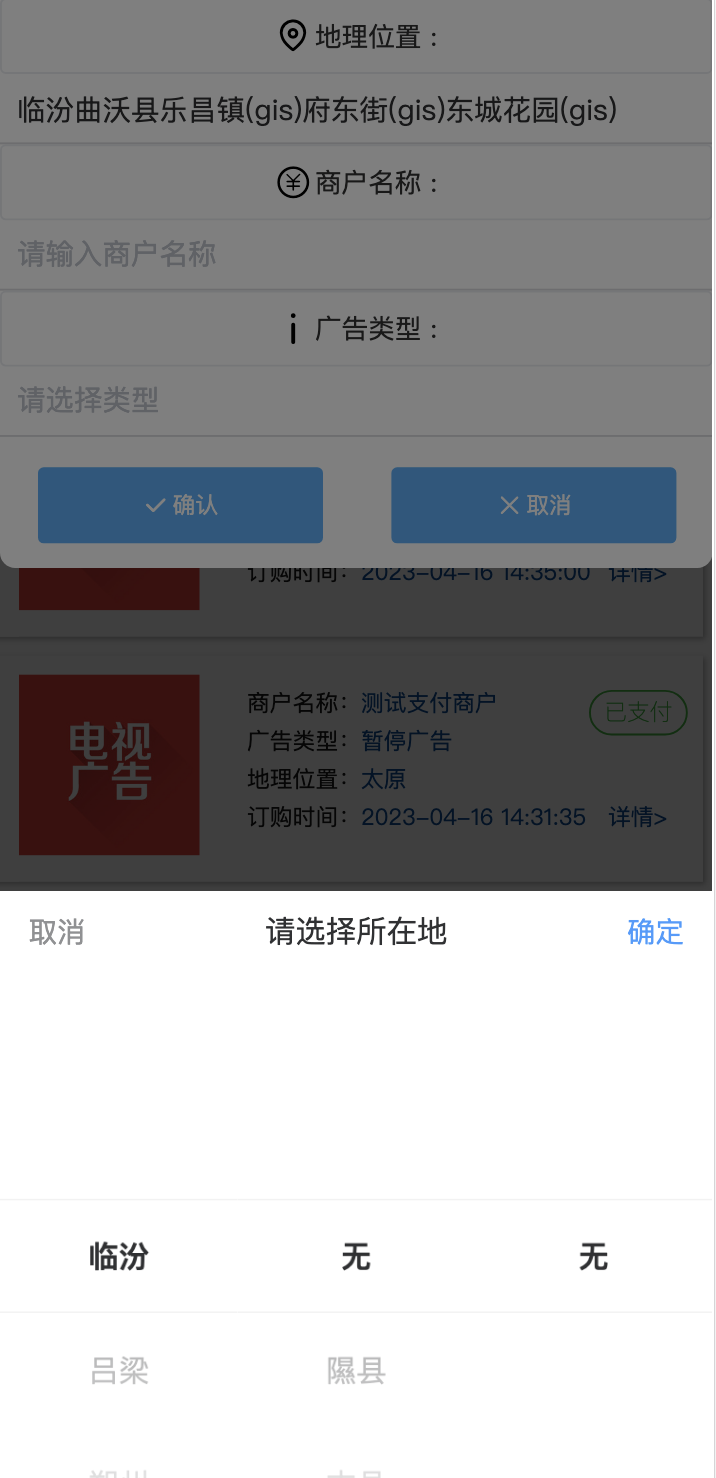 地理位置：
临汾曲沃县乐昌镇(gis)府东街(gis)东城花园(gis)
商户名称：
请输入商户名称
广告类型：
请选择类型
确认 取消
订购时间： 2023-04-16 14:35:00 详情>
电视
广告
商户名称： 测试支付商户
已支付
广告类型： 暂停广告
地理位置： 太原
订购时间： 2023-04-16 14:31:35 详情>
取消 请选择所在地 确定
临汾 无 无
吕梁 隰县